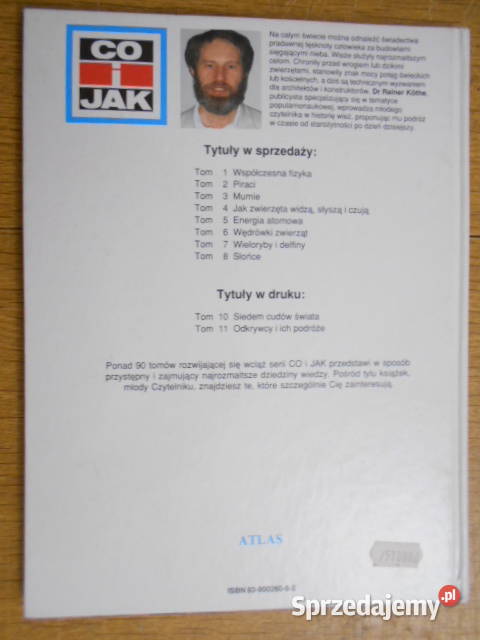 CO
i
JAK
Na całym świecie można odnaleźć świadectwa
pradawnej tęsknoty człowieka za budowlami
sięgającymi nieba. Wieże służyły najrozmaitszym
celom. Chroniły przed wrogiem lub dzikimi
zwierzętami, stanowiły znak mocy potęg świeckich
lub kościelnych, a dziś są technicznym wyzwaniem
dla architektów i konstruktorów. Dr Rainer Köthe,
publicysta specjalizujący się w tematyce
popularnonaukowej, wprowadza młodego
czytelnika w historię wież, proponując mu podróż
w czasie od starożytności po dzień dzisiejszy.
Tytuły w sprzedaży:
Tom 1 Współczesna fizyka
Tom 2 Piraci
Tom 3 Mumie
Tom 4 Jak zwierzęta widzą, słyszą i czują
Tom 5 Energia atomowa
Tom 6 Wędrówki zwierząt
Tom 7 Wieloryby i delfiny
Tom 8 Słońce
Tytuły w druku:
Tom 10 Siedem cudów świata
Tom 11 Odkrywcy i ich podróże
Ponad 90 tomów rozwijającej się wciąż serii CO i JAK przedstawi w sposób
przystępny i zajmujący najrozmaitsze dziedziny wiedzy. Pośród tylu książek,
młody Czytelniku, znajdziesz te, które szczególnie Cię zainteresują.
ATLAS
ISBN
Sprzedajemy.pl